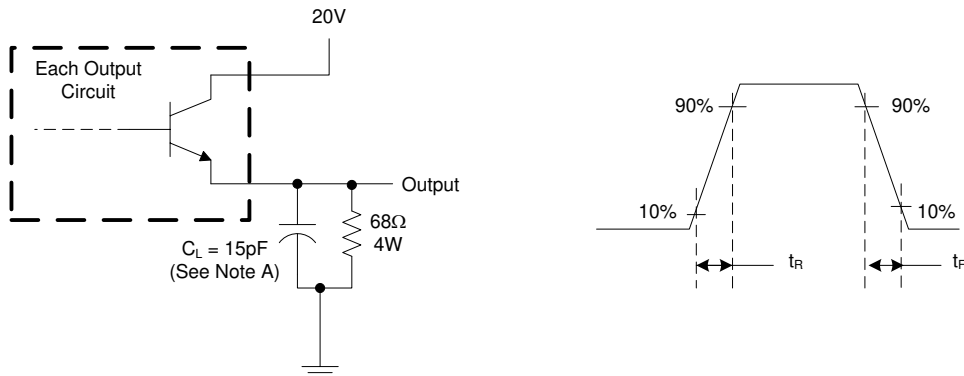 20V
Each Output
Circuit
Output
68Ω
4W
C_L = 15pF
(See Note A)
90%
90%
10%
10%
t_R
t_F